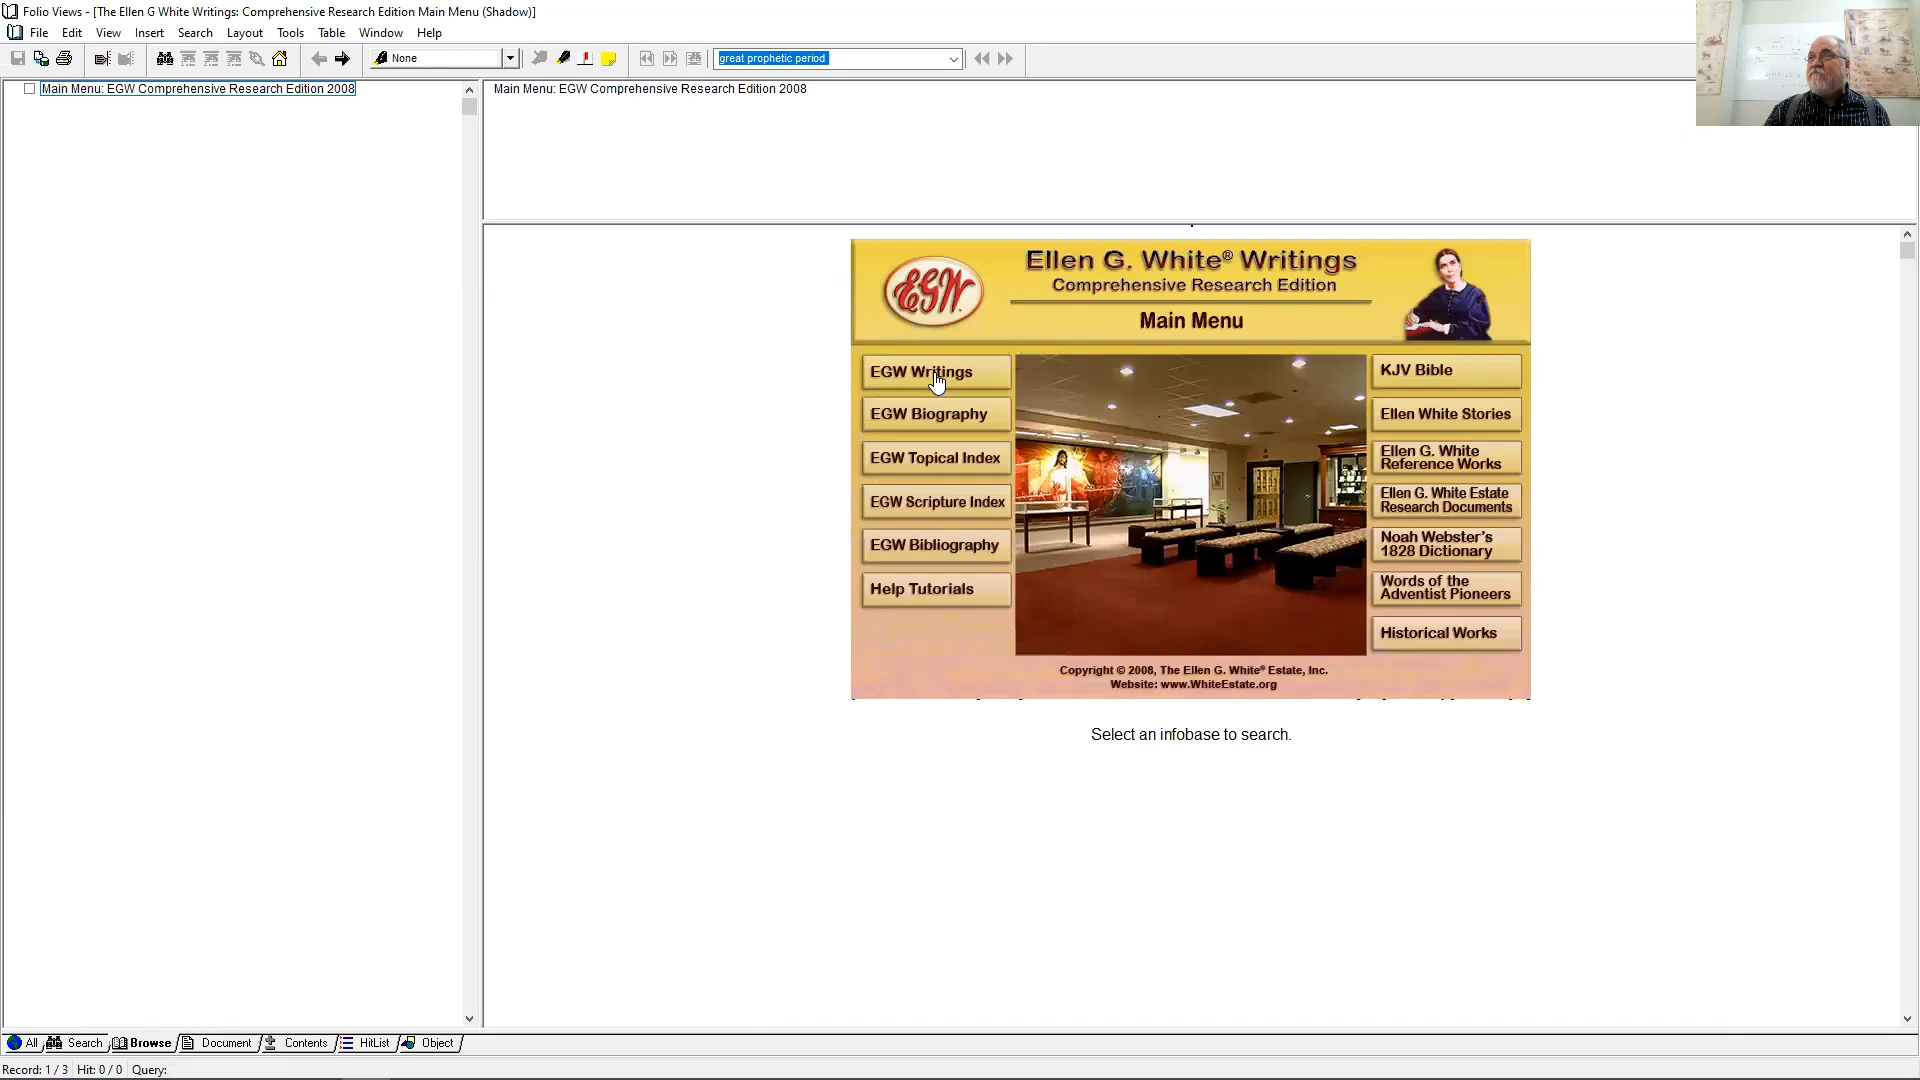 Folio Views - [The Ellen G White Writings: Comprehensive Research Edition Main Menu (Shadow)]
File Edit View Insert Search Layout Tools Table Window Help
None
great prophetic period
Main Menu: EGW Comprehensive Research Edition 2008
Main Menu: EGW Comprehensive Research Edition 2008
EGW
Ellen G. White® Writings
Comprehensive Research Edition
Main Menu
EGW Writings
EGW Biography
EGW Topical Index
EGW Scripture Index
EGW Bibliography
Help Tutorials
KJV Bible
Ellen White Stories
Ellen G. White
Reference Works
Ellen G. White Estate
Research Documents
Noah Webster's
1828 Dictionary
Words of the
Adventist Pioneers
Historical Works
Copyright © 2008, The Ellen G. White® Estate, Inc.
Website: www.WhiteEstate.org
Select an infobase to search.
All Search Browse Document Contents HitList Object
Record: 1 / 3 Hit: 0 / 0 Query: